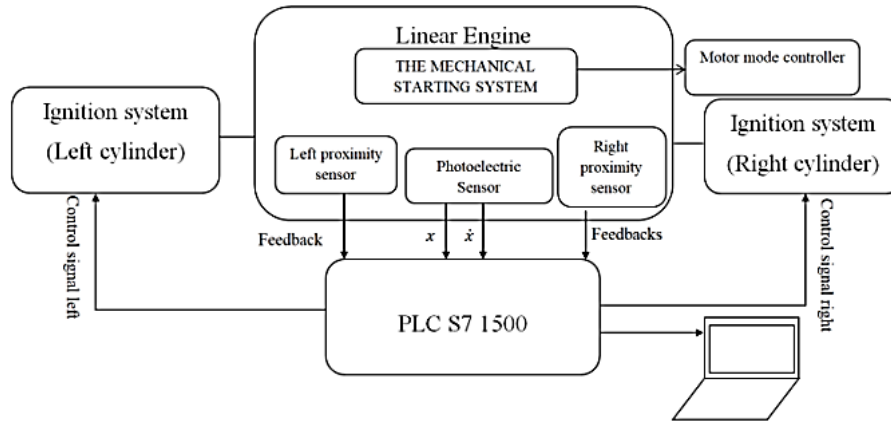 Linear Engine
THE MECHANICAL
STARTING SYSTEM
Motor mode controller
Ignition system
(Left cylinder)
Ignition system
(Right cylinder)
Left proximity
sensor
Photoelectric
Sensor
Right
proximity
sensor
Feedback
x
ẋ
Feedbacks
Control signal left
Control signal right
PLC S7 1500